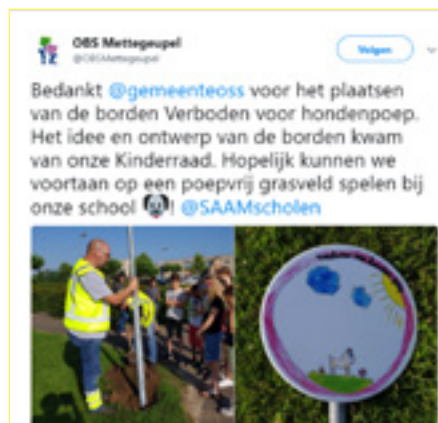 OBS Mettegeupel
@OBSMettegeupel
Volgen
Bedankt @gemeenteoss voor het plaatsen
van de borden Verboden voor hondenpoep.
Het idee en ontwerp van de borden kwam
van onze Kinderraad. Hopelijk kunnen we
voortaan op een poepvrij grasveld spelen bij
onze school 🐶! @SAAMscholen